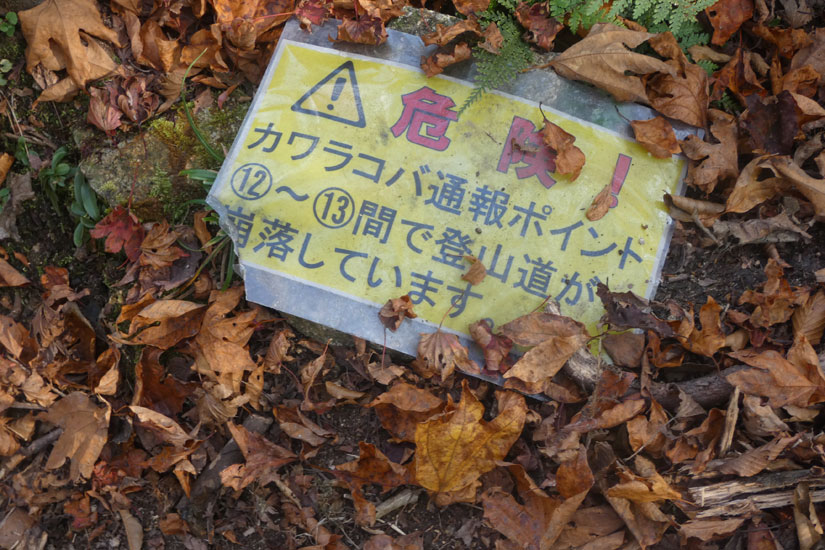 危険！
カワラコバ通報ポイント
⑫～⑬間で登山道が
崩落しています。